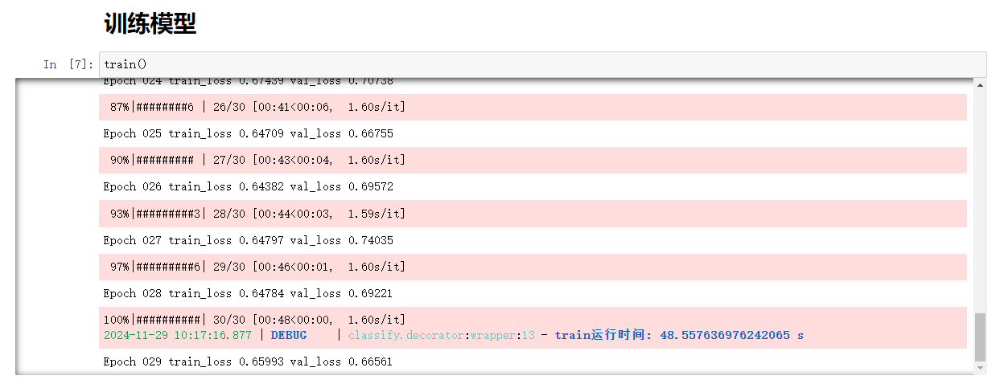 训练模型
In [7]:
train()
Epoch 024 train_loss 0.67439 val_loss 0.70738
87%|########6 | 26/30 [00:41<00:06,  1.60s/it]
Epoch 025 train_loss 0.64709 val_loss 0.66755
90%|######### | 27/30 [00:43<00:04,  1.60s/it]
Epoch 026 train_loss 0.64382 val_loss 0.69572
93%|#########3| 28/30 [00:44<00:03,  1.59s/it]
Epoch 027 train_loss 0.64797 val_loss 0.74035
97%|#########6| 29/30 [00:46<00:01,  1.60s/it]
Epoch 028 train_loss 0.64784 val_loss 0.69221
100%|##########| 30/30 [00:48<00:00,  1.60s/it]
2024-11-29 10:17:16.877 | DEBUG    | classify.decorator:wrapper:13 - train运行时间: 48.557636976242065 s
Epoch 029 train_loss 0.65993 val_loss 0.66561